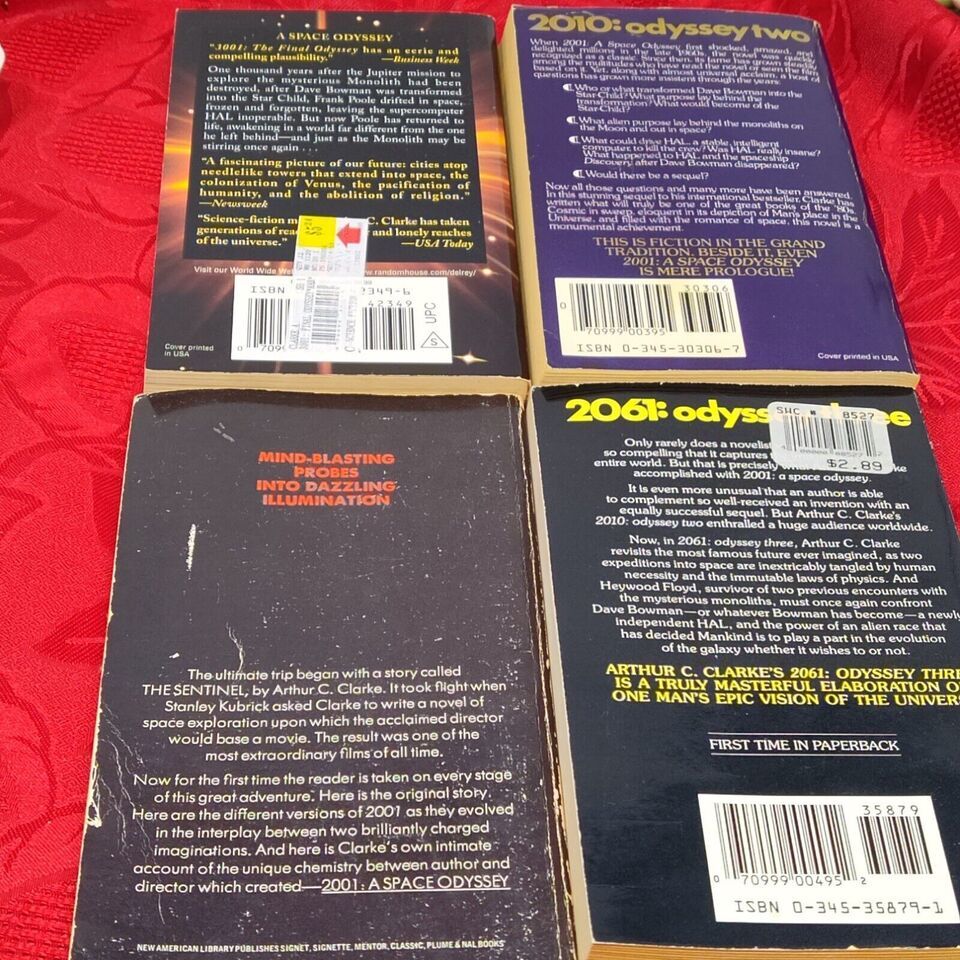 A SPACE ODYSSEY
"3001: The Final Odyssey has an eerie and
compelling plausibility." —Business Week
One thousand years after the Jupiter mission to
explore the mysterious Monolith had been
destroyed, after Dave Bowman was transformed
into the Star Child, Frank Poole drifted in space,
frozen and forgotten, leaving the supercomputer
HAL inoperable. But now Poole has returned to
life, awakening in a world far different from the one
he left behind—and just as the Monolith may be
stirring once again . . .
"A fascinating picture of our future: cities atop
needlelike towers that extend into space, the
colonization of Venus, the pacification of
humanity, and the abolition of religion."
—Newsweek
"Science-fiction m C. Clarke has taken
generations of read and lonely reaches
of the universe." —USA Today
Visit our World Wide We www.randomhouse.com/delrey/
ISBN 2349-6
42349
UPC
S
0 709
Cover printed
in USA
2010: odyssey two
When 2001: A Space Odyssey first shocked, amazed, and
delighted millions in the late 1960s, the novel was quickly
recognized as a classic. Since then, its fame has grown steadily
among the multitudes who have read the novel or seen the film
based on it. Yet, along with almost universal acclaim, a host of
questions has grown more insistent through the years.
¶Who or what transformed Dave Bowman into the
Star Child? What purpose lay behind the
transformation? What would become of the
Star Child?
¶What alien purpose lay behind the monoliths on
the Moon and out in space?
¶What could drive HAL, a stable, intelligent
computer, to kill the crew? Was HAL really insane?
What happened to HAL and the spaceship
Discovery after Dave Bowman disappeared?
¶Would there be a sequel?
Now all those questions and many more have been answered.
In this stunning sequel to his international bestseller, Clarke has
written what will truly be one of the great books of the '80s.
Cosmic in sweep, eloquent in its depiction of Man's place in the
Universe, and filled with the romance of space, this novel is a
monumental achievement.
THIS IS FICTION IN THE GRAND
TRADITION. BESIDE IT, EVEN
2001: A SPACE ODYSSEY
IS MERE PROLOGUE!
30306
0 70999 00395
ISBN 0-345-30306-7
Cover printed in USA
MIND-BLASTING
PROBES
INTO DAZZLING
ILLUMINATION
The ultimate trip began with a story called
THE SENTINEL, by Arthur C. Clarke. It took flight when
Stanley Kubrick asked Clarke to write a novel of
space exploration upon which the acclaimed director
would base a movie. The result was one of the
most extraordinary films of all time.
Now for the first time the reader is taken on every stage
of this great adventure. Here is the original story.
Here are the different versions of 2001 as they evolved
in the interplay between two brilliantly charged
imaginations. And here is Clarke's own intimate
account of the unique chemistry between author and
director which created—2001: A SPACE ODYSSEY
NEW AMERICAN LIBRARY PUBLISHES SIGNET, SIGNETTE, MENTOR, CLASSIC, PLUME & NAL BOOKS
2061: odyss ee
SWC # 8527
$2.89
Only rarely does a novelist
so compelling that it captures
entire world. But that is precisely ke
accomplished with 2001: a space odyssey.
It is even more unusual that an author is able
to complement so well-received an invention with an
equally successful sequel. But Arthur C. Clarke's
2010: odyssey two enthralled a huge audience worldwide.
Now, in 2061: odyssey three, Arthur C. Clarke
revisits the most famous future ever imagined, as two
expeditions into space are inextricably tangled by human
necessity and the immutable laws of physics. And
Heywood Floyd, survivor of two previous encounters with
the mysterious monoliths, must once again confront
Dave Bowman—or whatever Bowman has become—a newly
independent HAL, and the power of an alien race that
has decided Mankind is to play a part in the evolution
of the galaxy whether it wishes to or not.
ARTHUR C. CLARKE'S 2061: ODYSSEY THRE
IS A TRULY MASTERFUL ELABORATION O
ONE MAN'S EPIC VISION OF THE UNIVERS
FIRST TIME IN PAPERBACK
35879
0 70999 00495 2
ISBN 0-345-35879-1